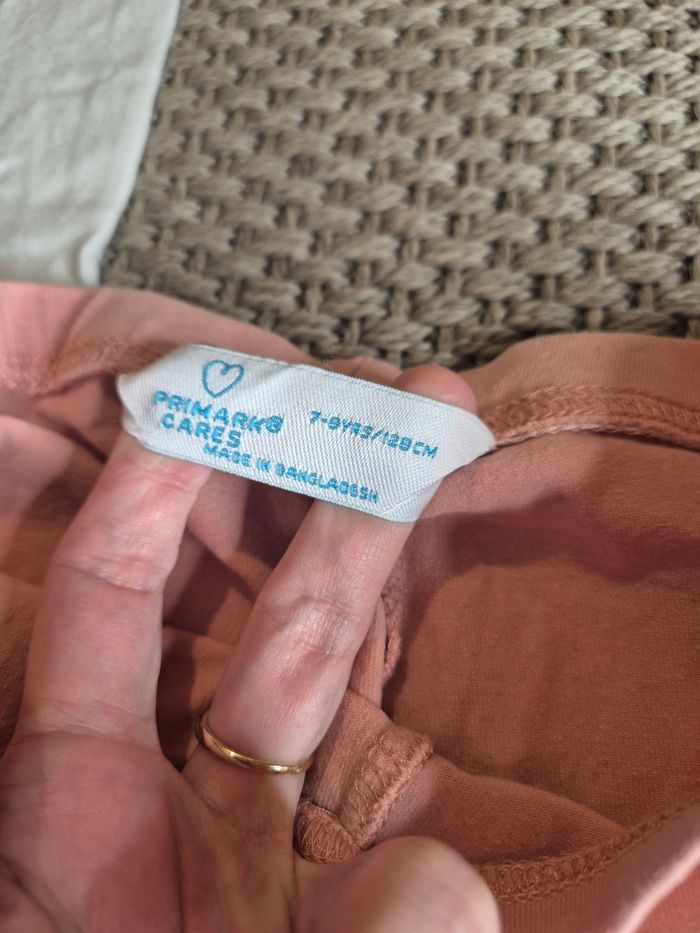 PRIMARK®
CARES
7-8YRS/128CM
MADE IN BANGLADESH